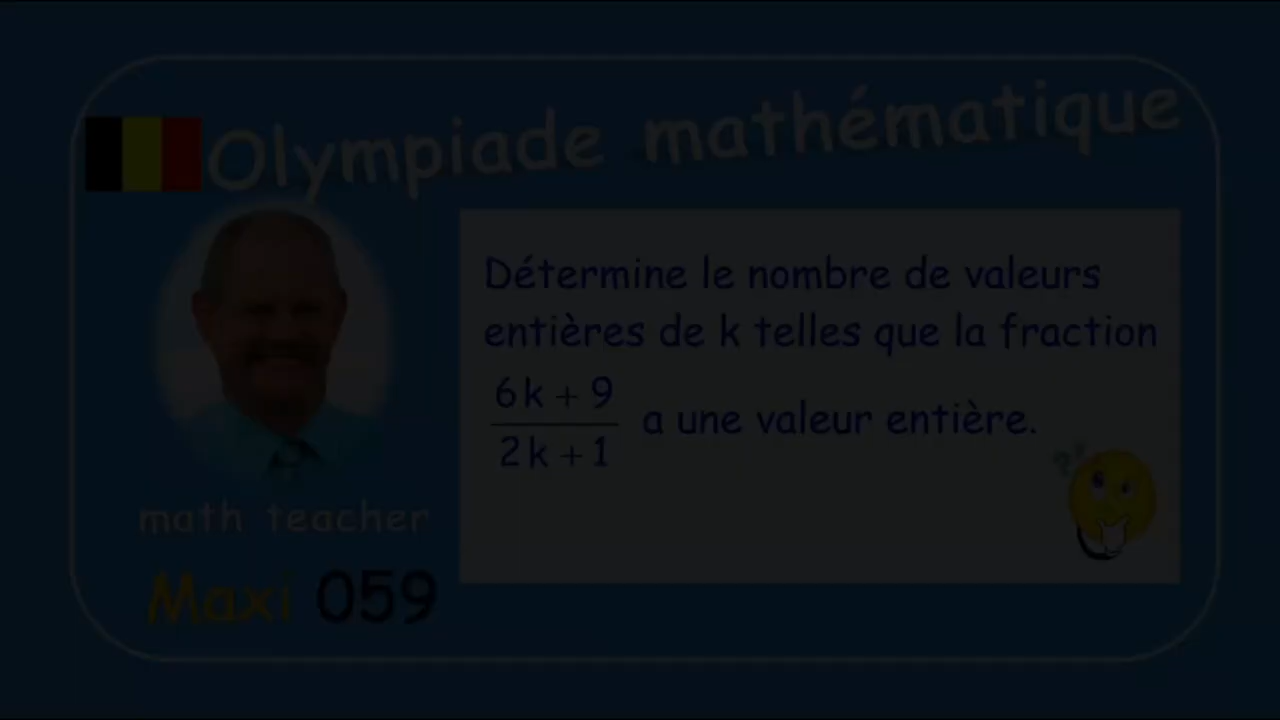 Olympiade mathématique
Détermine le nombre de valeurs
entières de k telles que la fraction
6k + 9
2k + 1
a une valeur entière.
math teacher
Maxi 059